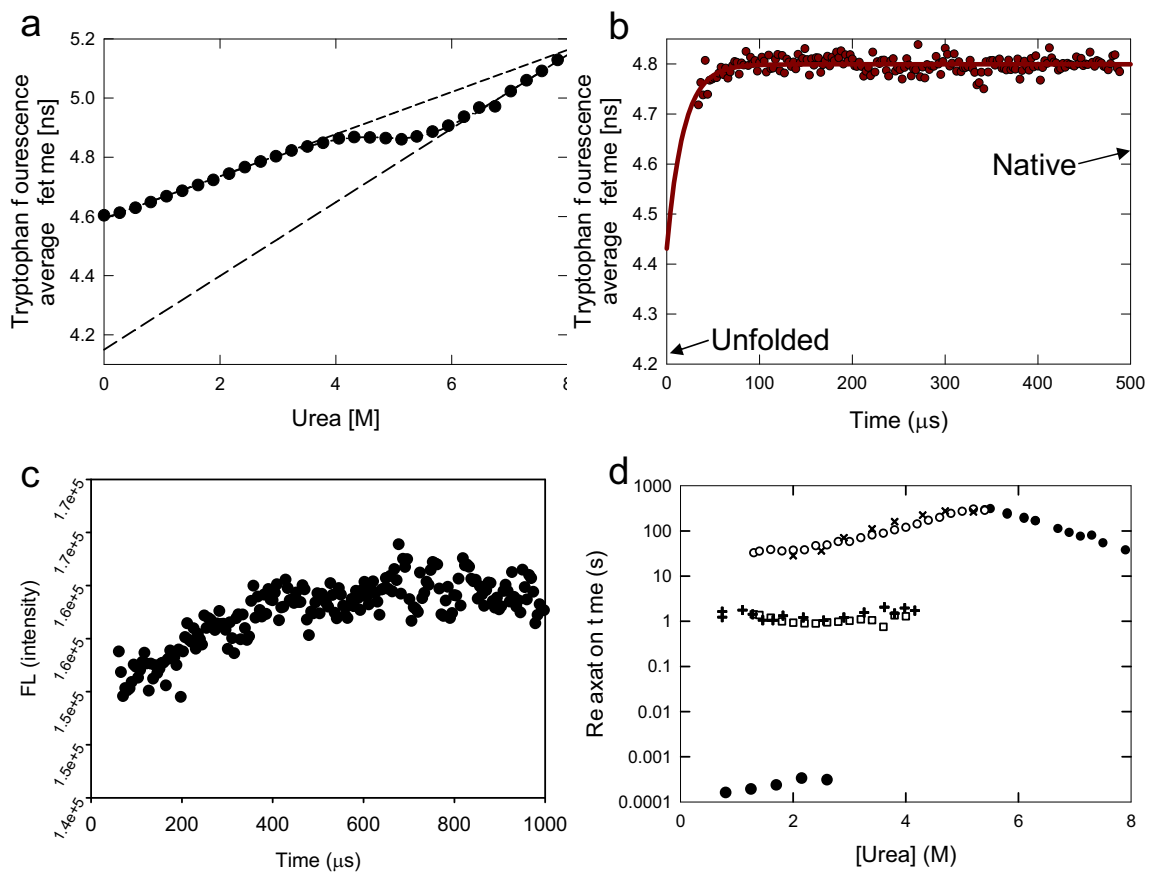 a
5.2
5.0
4.8
4.6
4.4
4.2
0
2
4
6
8
Urea [M]
Tryptophan f ourescence
average  fet me [ns]
b
4.8
4.7
4.6
4.5
4.4
4.3
4.2
0
100
200
300
400
500
Time (μs)
Tryptophan f ourescence
average  fet me [ns]
Native
Unfolded
c
1.7e+5
1.7e+5
1.6e+5
1.6e+5
1.5e+5
1.5e+5
1.4e+5
0
200
400
600
800
1000
Time (μs)
FL (intensity)
d
1000
100
10
1
0.1
0.01
0.001
0.0001
0
2
4
6
8
[Urea] (M)
Re axat on t me (s)